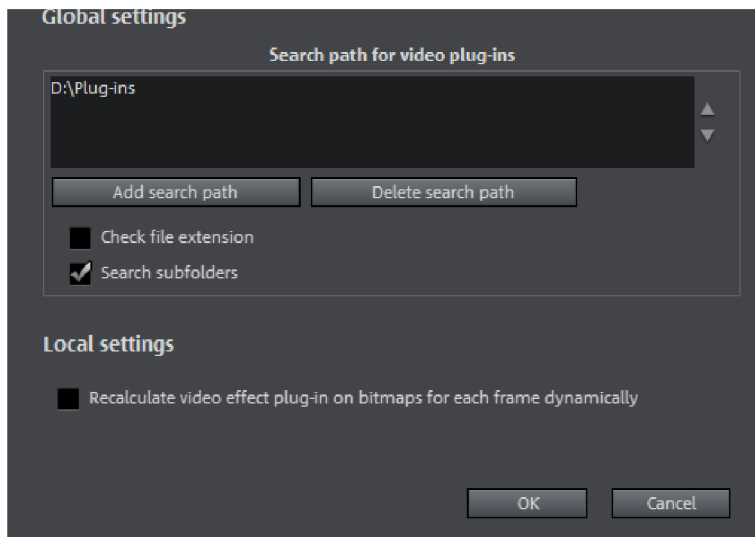 Global settings
Search path for video plug-ins
D:\Plug-ins
Add search path
Delete search path
Check file extension
Search subfolders
Local settings
Recalculate video effect plug-in on bitmaps for each frame dynamically
OK
Cancel